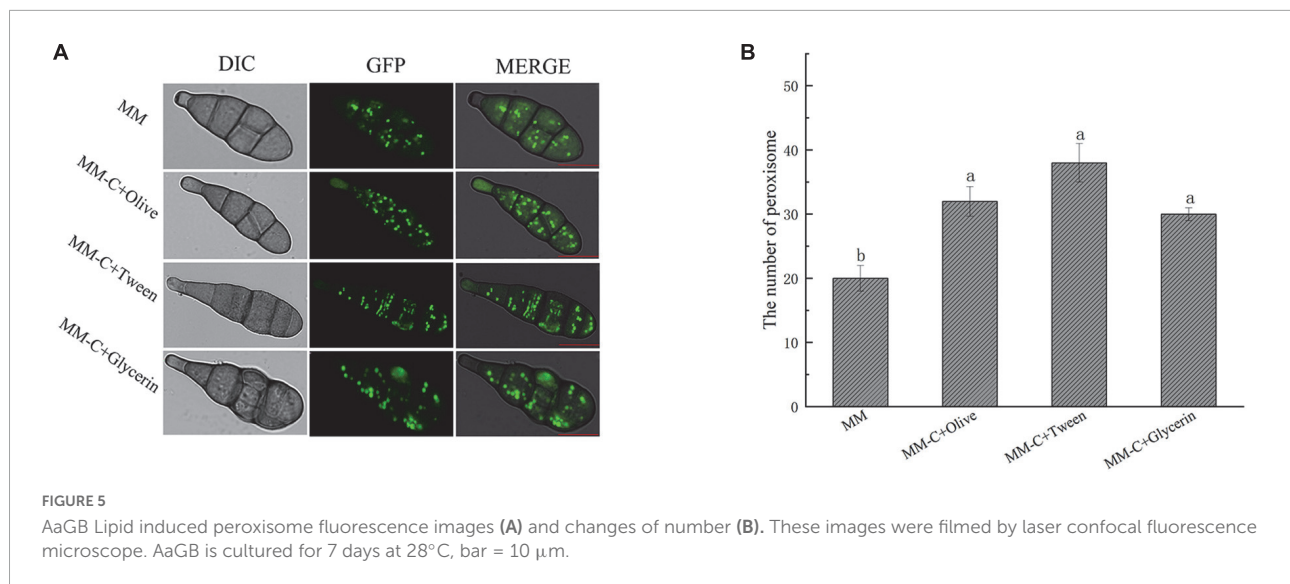 A
DIC GFP MERGE
MM
MM-C+Olive
MM-C+Tween
MM-C+Glycerin
B
The number of peroxisome
50
40
30
20
10
0
b
a
a
a
MM
MM-C+Olive
MM-C+Tween
MM-C+Glycerin
FIGURE 5
AaGB Lipid induced peroxisome fluorescence images (A) and changes of number (B). These images were filmed by laser confocal fluorescence
microscope. AaGB is cultured for 7 days at 28°C, bar = 10 μm.